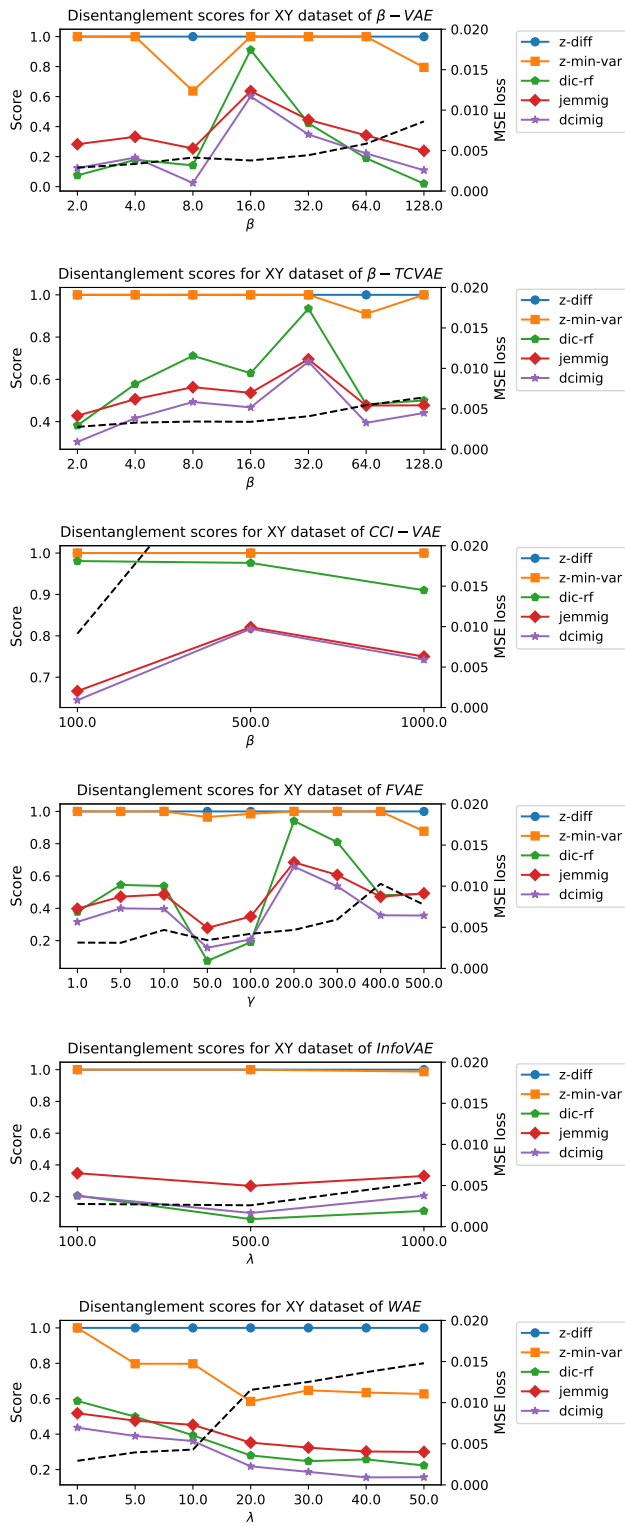 Disentanglement scores for XY dataset of β − VAE
1.0
0.8
0.6
0.4
0.2
0.0
Score
0.020
0.015
0.010
0.005
0.000
MSE loss
2.0 4.0 8.0 16.0 32.0 64.0 128.0
β
z-diff
z-min-var
dic-rf
jemmig
dcimig
Disentanglement scores for XY dataset of β − TCVAE
1.0
0.8
0.6
0.4
Score
0.020
0.015
0.010
0.005
0.000
MSE loss
2.0 4.0 8.0 16.0 32.0 64.0 128.0
β
z-diff
z-min-var
dic-rf
jemmig
dcimig
Disentanglement scores for XY dataset of CCI − VAE
1.0
0.9
0.8
0.7
Score
0.020
0.015
0.010
0.005
0.000
MSE loss
100.0 500.0 1000.0
β
z-diff
z-min-var
dic-rf
jemmig
dcimig
Disentanglement scores for XY dataset of FVAE
1.0
0.8
0.6
0.4
0.2
Score
0.020
0.015
0.010
0.005
0.000
MSE loss
1.0 5.0 10.0 50.0 100.0 200.0 300.0 400.0 500.0
γ
z-diff
z-min-var
dic-rf
jemmig
dcimig
Disentanglement scores for XY dataset of InfoVAE
1.0
0.8
0.6
0.4
0.2
Score
0.020
0.015
0.010
0.005
0.000
MSE loss
100.0 500.0 1000.0
λ
z-diff
z-min-var
dic-rf
jemmig
dcimig
Disentanglement scores for XY dataset of WAE
1.0
0.8
0.6
0.4
0.2
Score
0.020
0.015
0.010
0.005
0.000
MSE loss
1.0 5.0 10.0 20.0 30.0 40.0 50.0
λ
z-diff
z-min-var
dic-rf
jemmig
dcimig